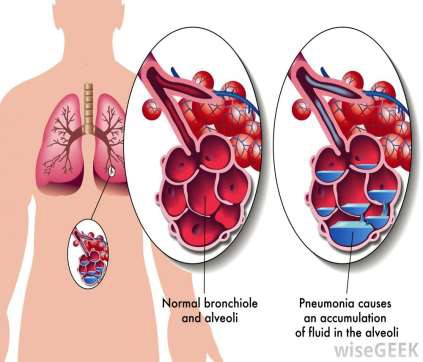 Normal bronchiole
and alveoli
Pneumonia causes
an accumulation
of fluid in the alveoli
wiseGEEK